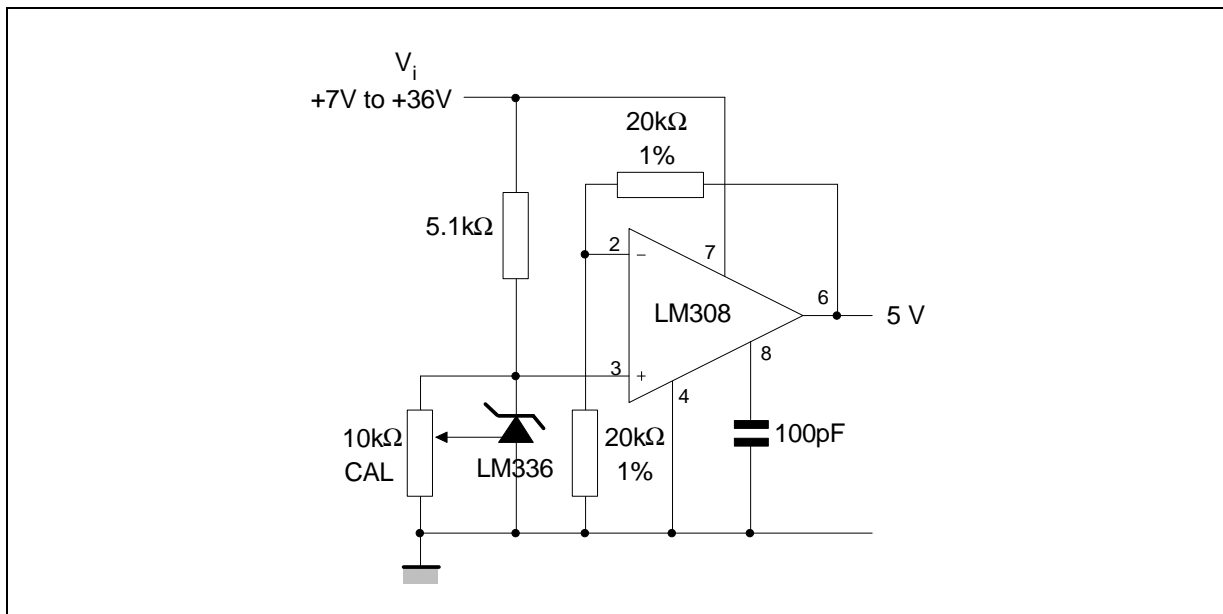 Vi
+7V to +36V
20kΩ
1%
5.1kΩ
2
−
7
LM308
6
5 V
8
3
+
4
10kΩ
CAL
LM336
20kΩ
1%
100pF